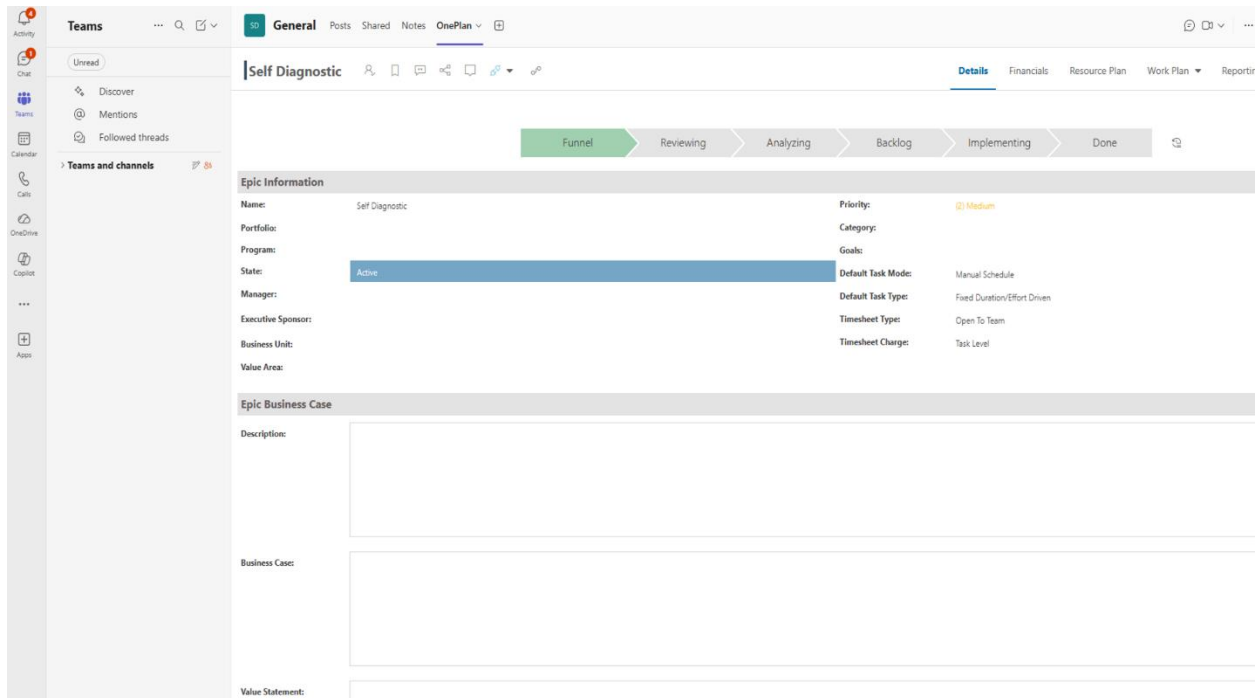 Activity
4
Chat
1
Teams
Calendar
Calls
OneDrive
Copilot
Apps
Teams
Unread
Discover
Mentions
Followed threads
Teams and channels
SD General Posts Shared Notes OnePlan
Self Diagnostic
Details Financials Resource Plan Work Plan Reportin
Funnel Reviewing Analyzing Backlog Implementing Done
Epic Information
Name: Self Diagnostic Priority: (2) Medium
Portfolio: Category:
Program: Goals:
State: Active Default Task Mode: Manual Schedule
Manager: Default Task Type: Fixed Duration/Effort Driven
Executive Sponsor: Timesheet Type: Open To Team
Business Unit: Timesheet Charge: Task Level
Value Area:
Epic Business Case
Description:
Business Case:
Value Statement: